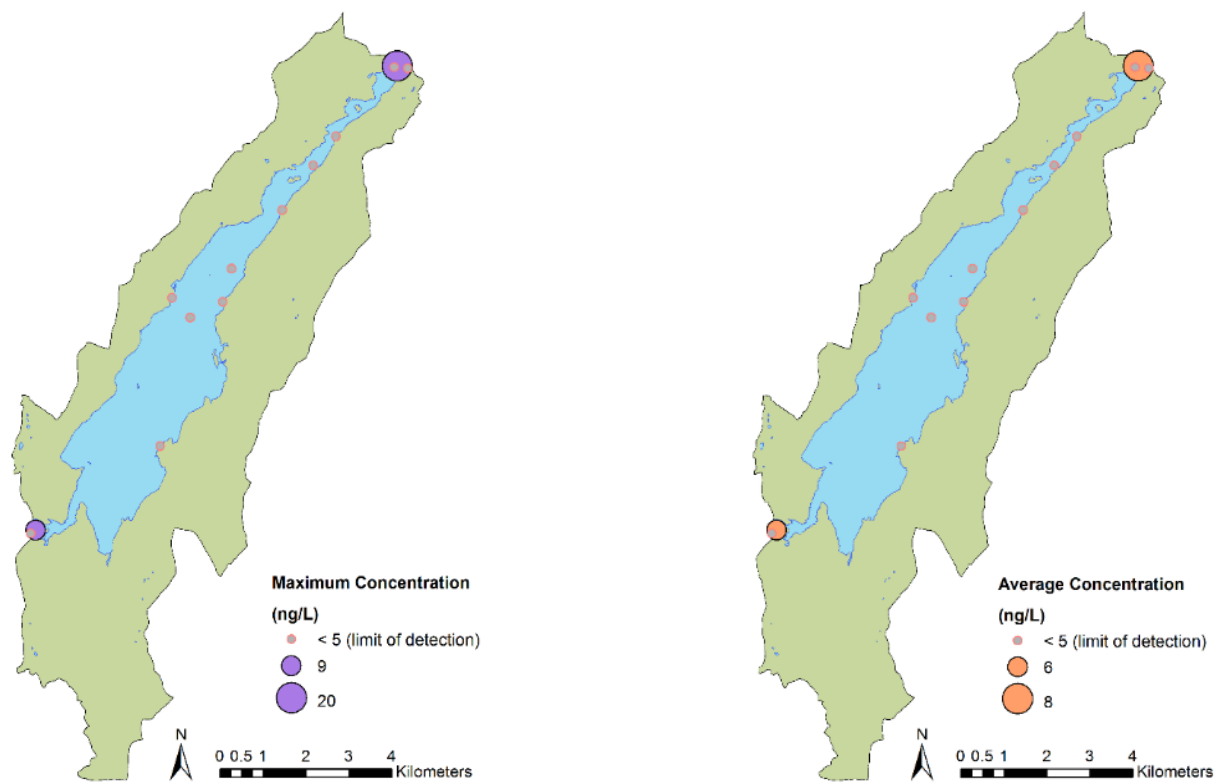 Maximum Concentration
(ng/L)
< 5 (limit of detection)
9
20
N
0 0.5 1 2 3 4
Kilometers
Average Concentration
(ng/L)
< 5 (limit of detection)
6
8
N
0 0.5 1 2 3 4
Kilometers